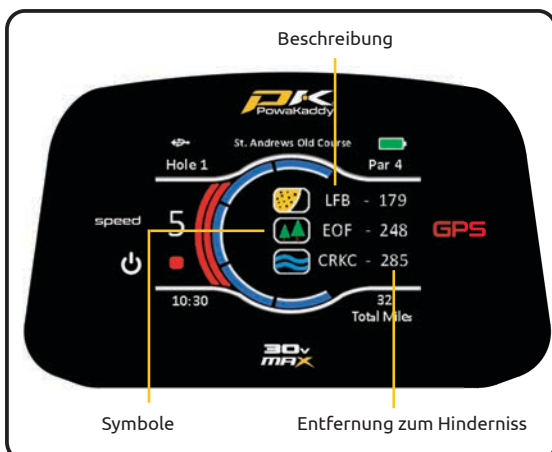 Beschreibung
PK
PowaKaddy
St. Andrews Old Course
Hole 1
Par 4
LFB - 179
speed 5
EOF - 248
GPS
CRKC - 285
10:30
32
Total Miles
30v
MAX
Symbole
Entfernung zum Hinderniss